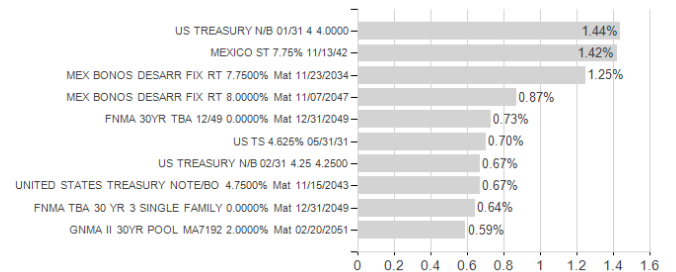 US TREASURY N/B 01/31 4 4.0000 1.44%
MEXICO ST 7.75% 11/13/42 1.42%
MEX BONOS DESARR FIX RT 7.7500% Mat 11/23/2034 1.25%
MEX BONOS DESARR FIX RT 8.0000% Mat 11/07/2047 0.87%
FNMA 30YR TBA 12/49 0.0000% Mat 12/31/2049 0.73%
US TS 4.625% 05/31/31 0.70%
US TREASURY N/B 02/31 4.25 4.2500 0.67%
UNITED STATES TREASURY NOTE/BO 4.7500% Mat 11/15/2043 0.67%
FNMA TBA 30 YR 3 SINGLE FAMILY 0.0000% Mat 12/31/2049 0.64%
GNMA II 30YR POOL MA7192 2.0000% Mat 02/20/2051 0.59%
0 0.2 0.4 0.6 0.8 1 1.2 1.4 1.6